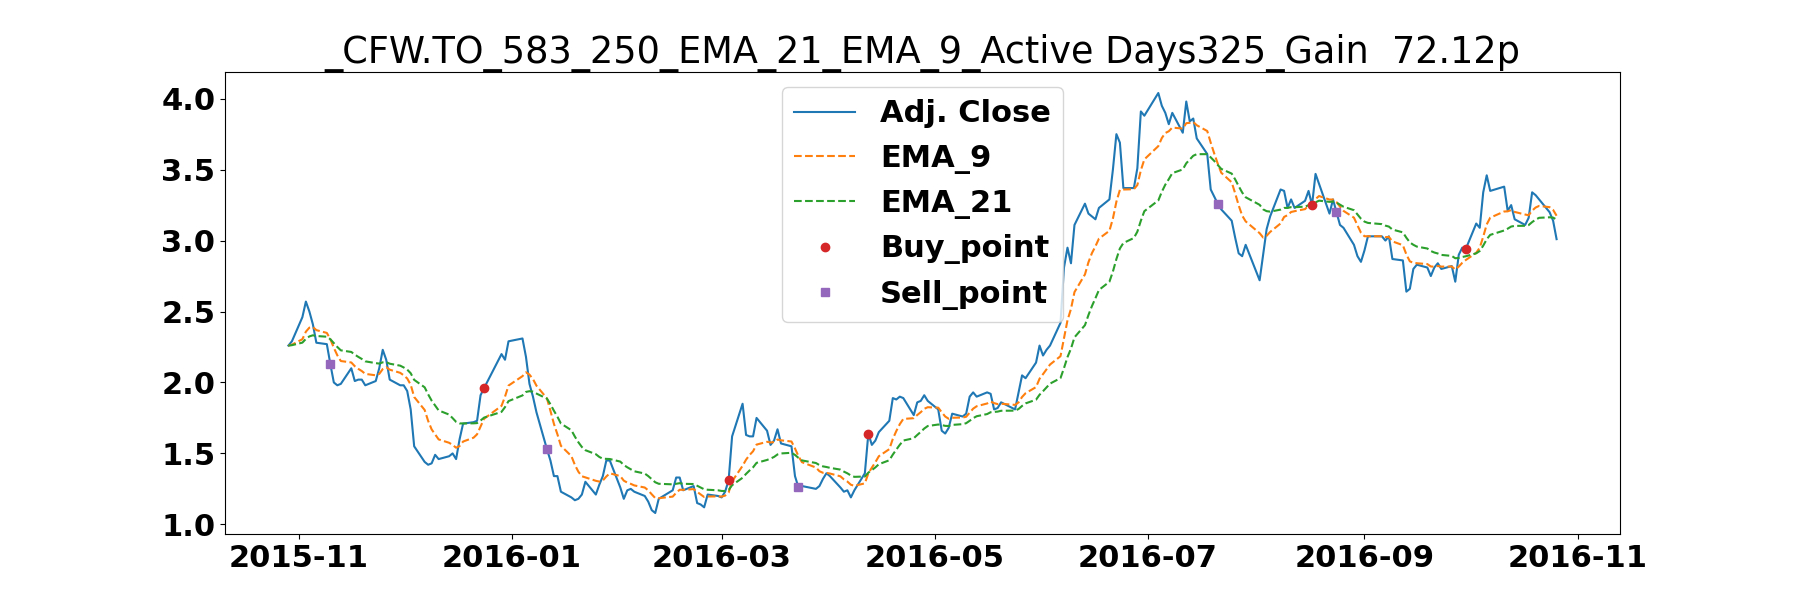 _CFW.TO_583_250_EMA_21_EMA_9_Active Days325_Gain  72.12p
4.0
3.5
3.0
2.5
2.0
1.5
1.0
Adj. Close
EMA_9
EMA_21
Buy_point
Sell_point
2015-11 2016-01 2016-03 2016-05 2016-07 2016-09 2016-11